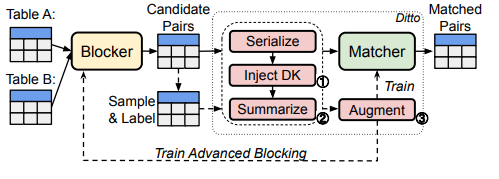 Table A:
Table B:
Blocker
Candidate
Pairs
Sample
& Label
Serialize
Inject DK
①
Summarize
②
Ditto
Matcher
Train
Augment
③
Matched
Pairs
Train Advanced Blocking